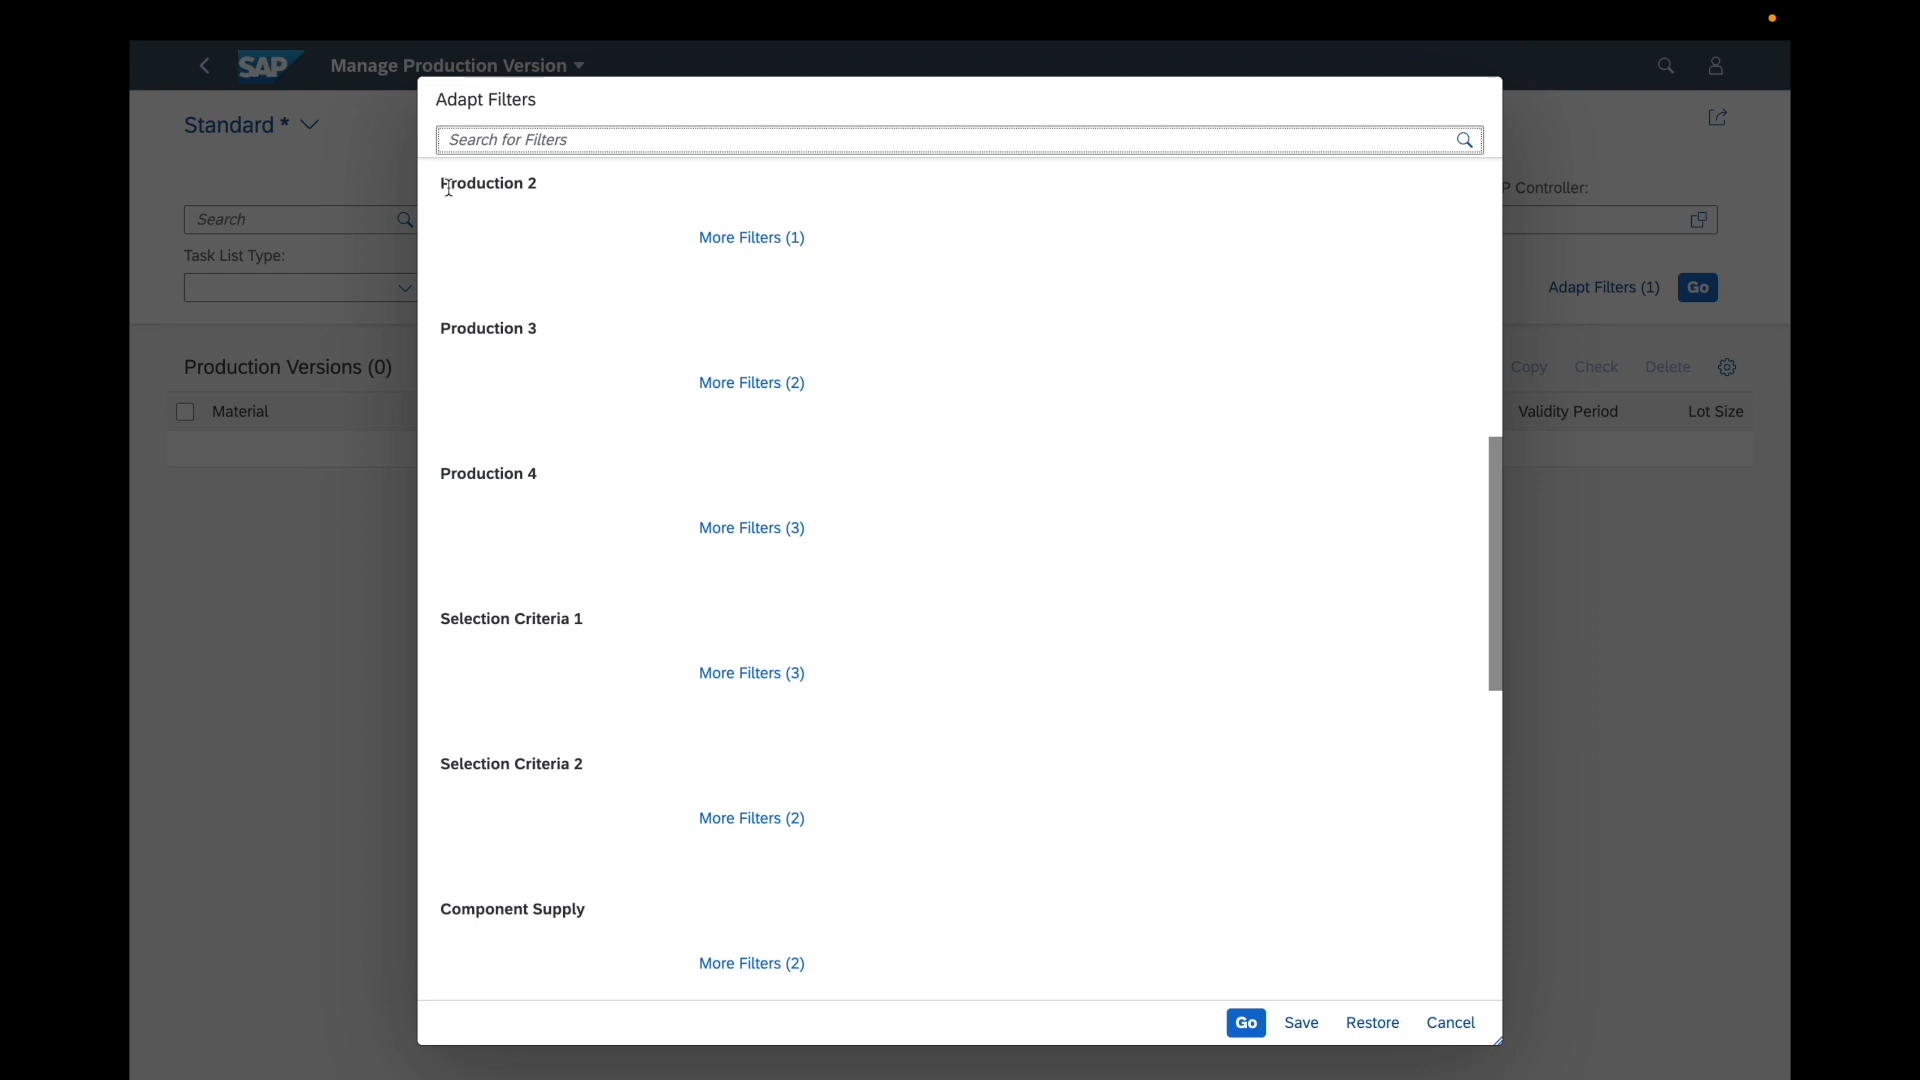 SAP Manage Production Version
Adapt Filters
Standard *
Search for Filters
Production 2
P Controller:
Search
More Filters (1)
Task List Type:
Adapt Filters (1) Go
Production 3
Production Versions (0)
Copy Check Delete
More Filters (2)
Material
Validity Period Lot Size
Production 4
More Filters (3)
Selection Criteria 1
More Filters (3)
Selection Criteria 2
More Filters (2)
Component Supply
More Filters (2)
Go Save Restore Cancel